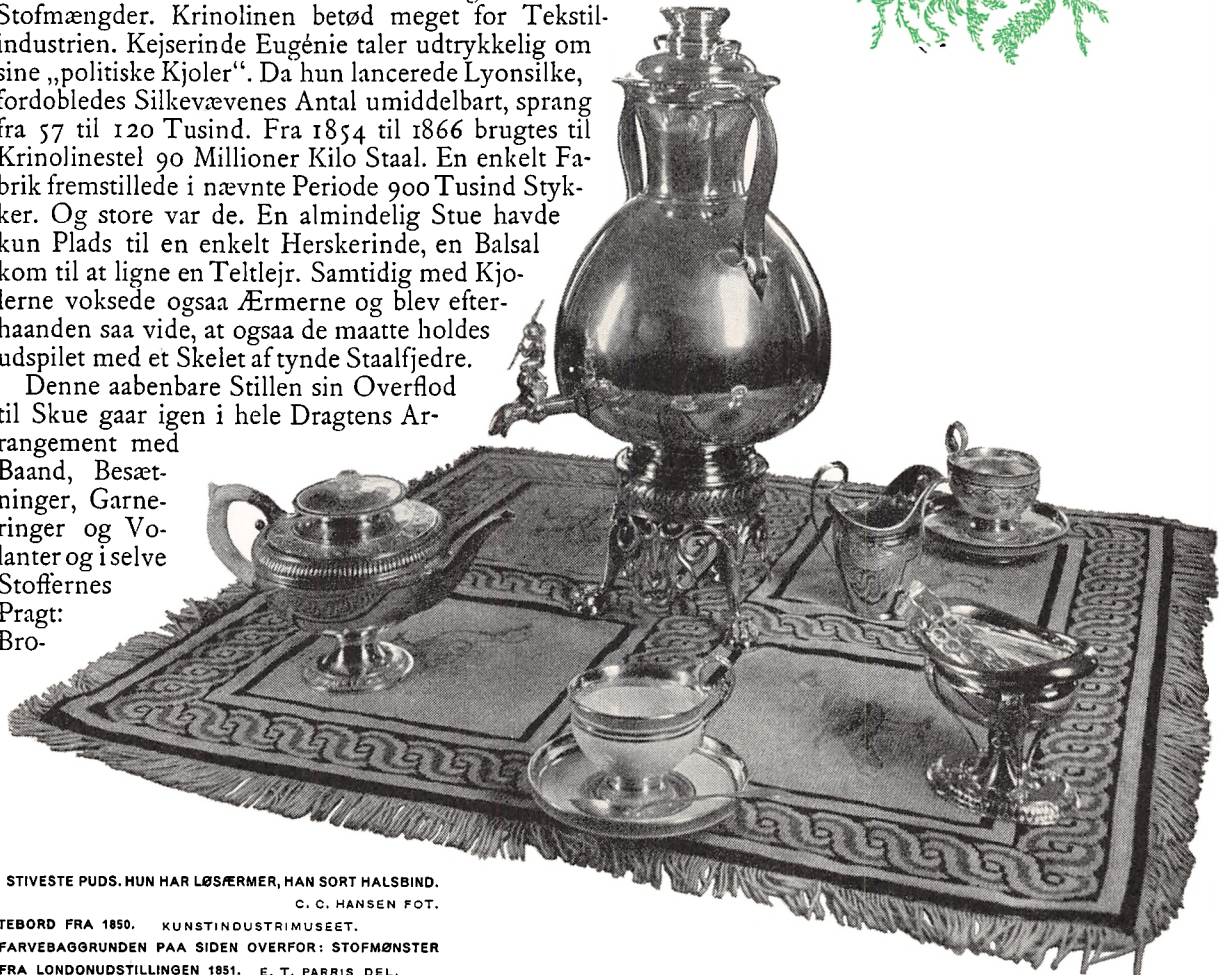 Stofmængder. Krinolinen betød meget for Tekstil-
industrien. Kejserinde Eugénie taler udtrykkelig om
sine „politiske Kjoler“. Da hun lancerede Lyonsilke,
fordobledes Silkevævenes Antal umiddelbart, sprang
fra 57 til 120 Tusind. Fra 1854 til 1866 brugtes til
Krinolinestel 90 Millioner Kilo Staal. En enkelt Fa-
brik fremstillede i nævnte Periode 900 Tusind Styk-
ker. Og store var de. En almindelig Stue havde
kun Plads til en enkelt Herskerinde, en Balsal
kom til at ligne en Teltlejr. Samtidig med Kjo-
lerne voksede ogsaa Ærmerne og blev efter-
haanden saa vide, at ogsaa de maatte holdes
udspilet med et Skelet af tynde Staalfjedre.
Denne aabenbare Stillen sin Overflod
til Skue gaar igen i hele Dragtens Ar-
rangement med
Baand, Besæt-
ninger, Garne-
ringer og Vo-
lanter og i selve
Stoffernes
Pragt:
Bro-
STIVESTE PUDS. HUN HAR LØSÆRMER, HAN SORT HALSBIND.
C. C. HANSEN FOT.
TEBORD FRA 1850. KUNSTINDUSTRIMUSEET.
FARVEBAGGRUNDEN PAA SIDEN OVERFOR: STOFMØNSTER
FRA LONDONUDSTILLINGEN 1851. E. T. PARRIS DEL.